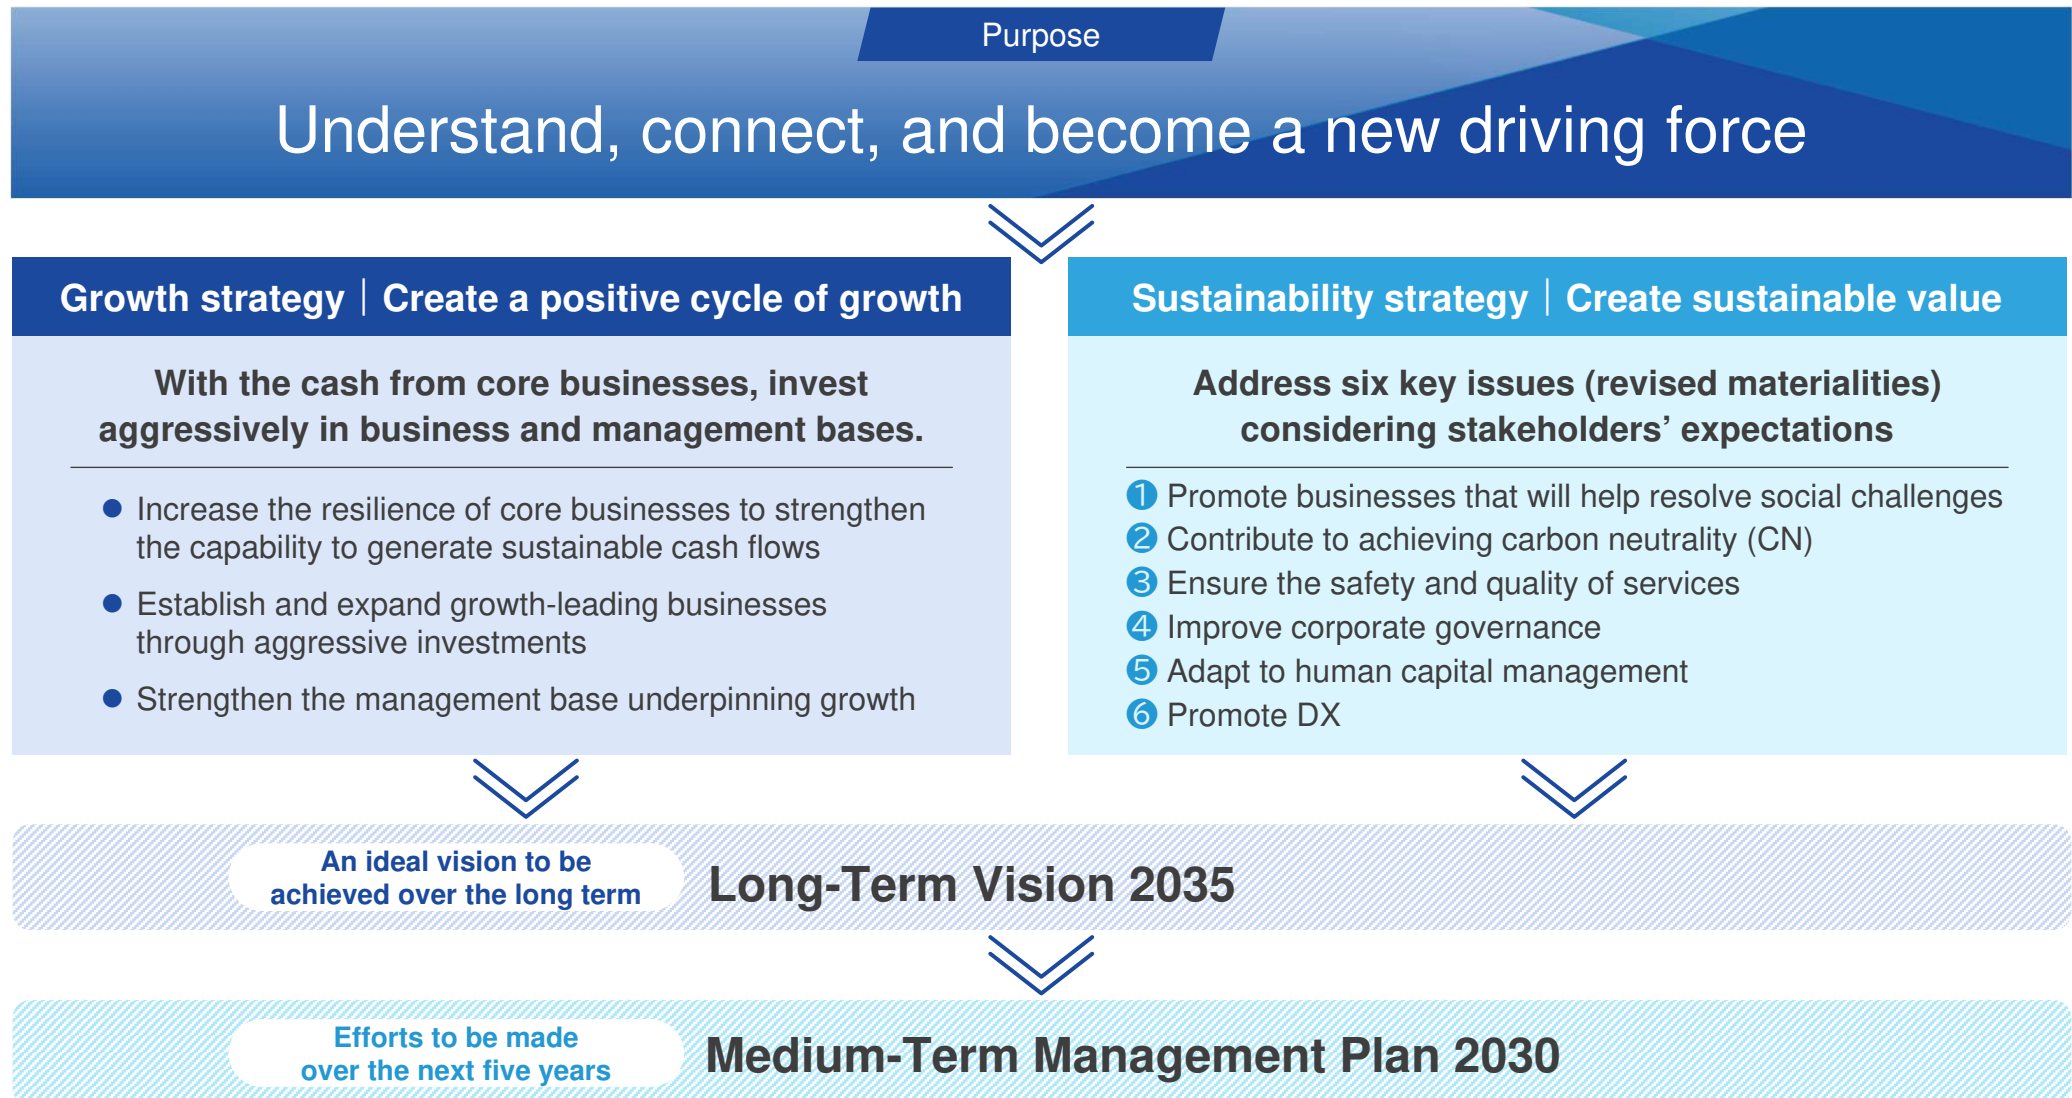 Purpose
Understand, connect, and become a new driving force
Growth strategy | Create a positive cycle of growth
With the cash from core businesses, invest
aggressively in business and management bases.
● Increase the resilience of core businesses to strengthen
the capability to generate sustainable cash flows
● Establish and expand growth-leading businesses
through aggressive investments
● Strengthen the management base underpinning growth
Sustainability strategy | Create sustainable value
Address six key issues (revised materialities)
considering stakeholders’ expectations
❶ Promote businesses that will help resolve social challenges
❷ Contribute to achieving carbon neutrality (CN)
❸ Ensure the safety and quality of services
❹ Improve corporate governance
❺ Adapt to human capital management
❻ Promote DX
An ideal vision to be
achieved over the long term
Long-Term Vision 2035
Efforts to be made
over the next five years
Medium-Term Management Plan 2030